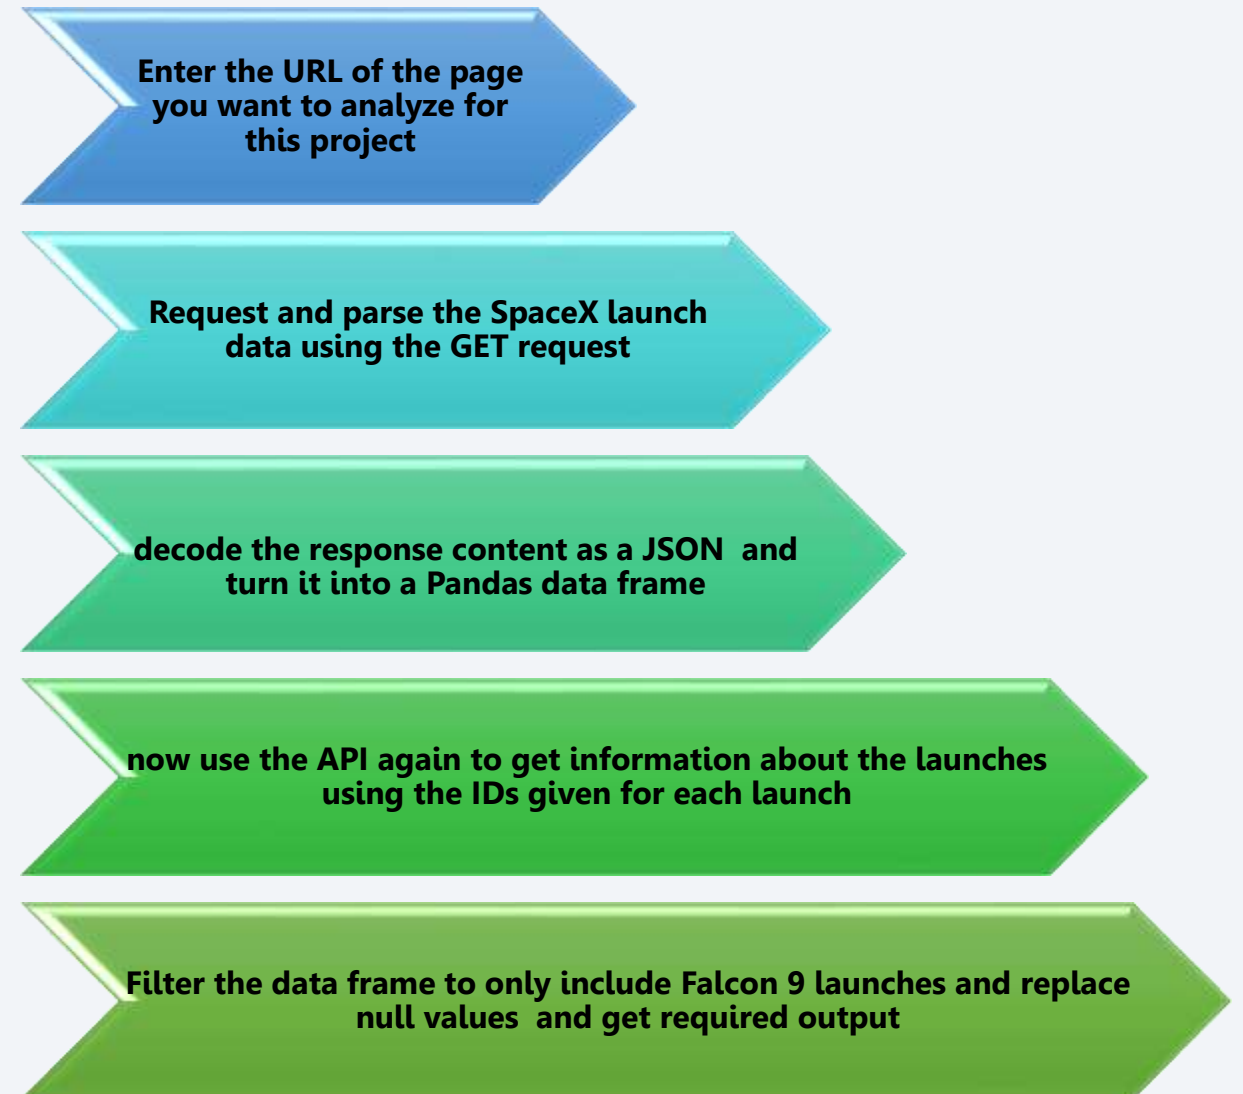 Enter the URL of the page
you want to analyze for
this project
Request and parse the SpaceX launch
data using the GET request
decode the response content as a JSON  and
turn it into a Pandas data frame
now use the API again to get information about the launches
using the IDs given for each launch
Filter the data frame to only include Falcon 9 launches and replace
null values  and get required output